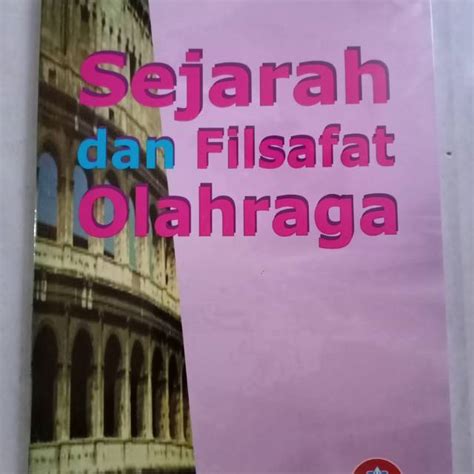 Sejarah
dan Filsafat
Olahraga